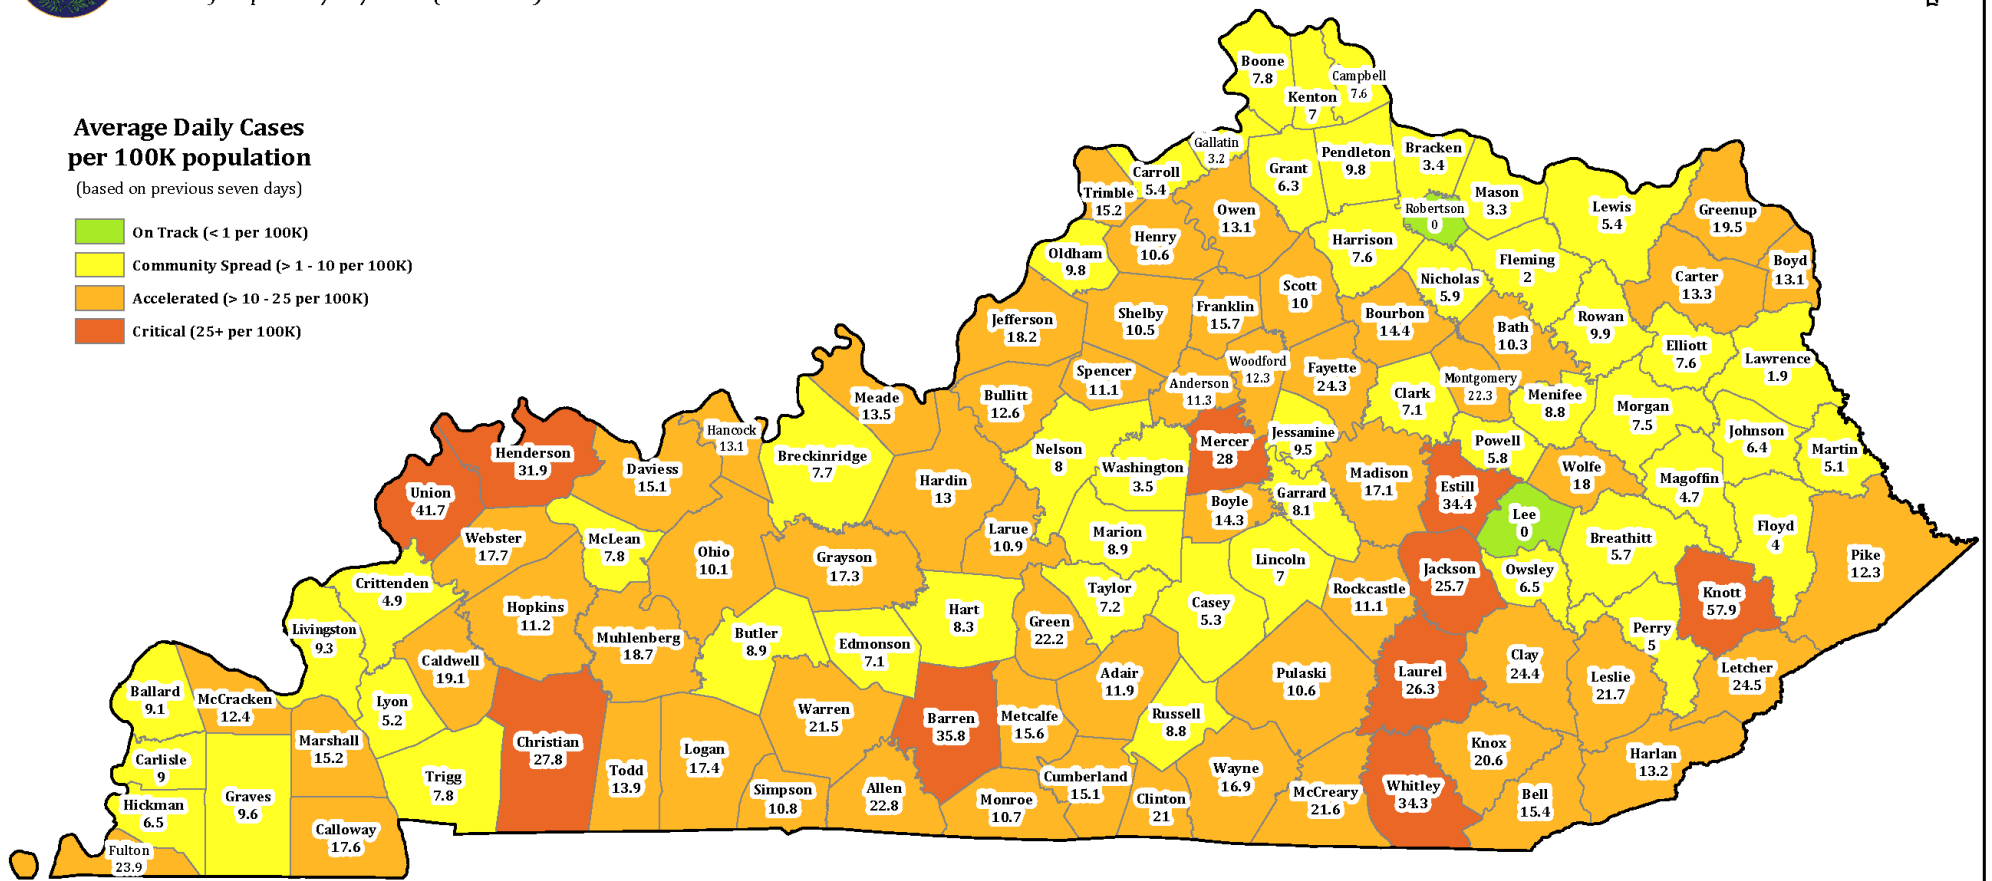 Average Daily Cases
per 100K population
(based on previous seven days)
On Track (< 1 per 100K)
Community Spread (> 1 - 10 per 100K)
Accelerated (> 10 - 25 per 100K)
Critical (25+ per 100K)
Boone
7.8
Kenton
7
Campbell
7.6
Gallatin
3.2
Carroll
5.4
Trimble
15.2
Grant
6.3
Pendleton
9.8
Bracken
3.4
Mason
3.3
Robertson
0
Lewis
5.4
Greenup
19.5
Boyd
13.1
Carter
13.3
Owen
13.1
Henry
10.6
Oldham
9.8
Harrison
7.6
Nicholas
5.9
Fleming
2
Rowan
9.9
Elliott
7.6
Lawrence
1.9
Jefferson
18.2
Shelby
10.5
Franklin
15.7
Scott
10
Bourbon
14.4
Bath
10.3
Spencer
11.1
Anderson
11.3
Woodford
12.3
Fayette
24.3
Clark
7.1
Montgomery
22.3
Menifee
8.8
Morgan
7.5
Johnson
6.4
Martin
5.1
Meade
13.5
Bullitt
12.6
Hancock
13.1
Breckinridge
7.7
Nelson
8
Washington
3.5
Mercer
28
Jessamine
9.5
Garrard
8.1
Madison
17.1
Powell
5.8
Estill
34.4
Wolfe
18
Magoffin
4.7
Floyd
4
Pike
12.3
Henderson
31.9
Union
41.7
Daviess
15.1
Webster
17.7
McLean
7.8
Ohio
10.1
Grayson
17.3
Hardin
13
Larue
10.9
Marion
8.9
Boyle
14.3
Lincoln
7
Lee
0
Breathitt
5.7
Owsley
6.5
Jackson
25.7
Rockcastle
11.1
Knott
57.9
Perry
5
Letcher
24.5
Crittenden
4.9
Livingston
9.3
Hopkins
11.2
Muhlenberg
18.7
Butler
8.9
Edmonson
7.1
Hart
8.3
Green
22.2
Taylor
7.2
Casey
5.3
Caldwell
19.1
Lyon
5.2
Adair
11.9
Pulaski
10.6
Laurel
26.3
Clay
24.4
Leslie
21.7
Ballard
9.1
McCracken
12.4
Marshall
15.2
Carlisle
9
Hickman
6.5
Graves
9.6
Calloway
17.6
Fulton
23.9
Trigg
7.8
Christian
27.8
Todd
13.9
Logan
17.4
Simpson
10.8
Warren
21.5
Allen
22.8
Barren
35.8
Metcalfe
15.6
Monroe
10.7
Cumberland
15.1
Clinton
21
Russell
8.8
Wayne
16.9
McCreary
21.6
Whitley
34.3
Knox
20.6
Bell
15.4
Harlan
13.2